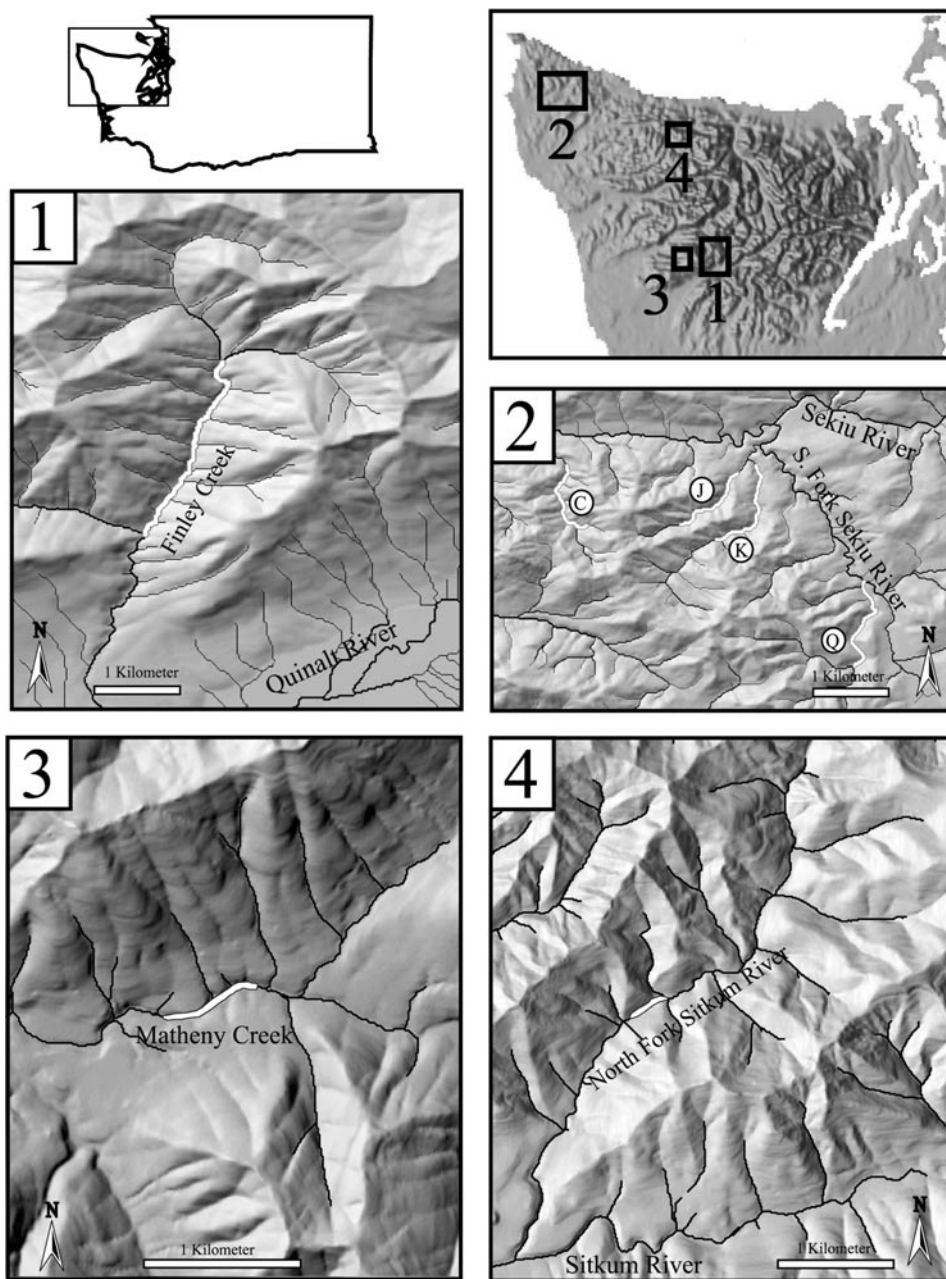 2
4
3
1
1
Finley Creek
Quinalt River
N
1 Kilometer
2
Sekiu River
S. Fork Sekiu River
C
J
K
Q
N
1 Kilometer
3
Matheny Creek
N
1 Kilometer
4
North Fork Sitkum River
Sitkum River
N
1 Kilometer